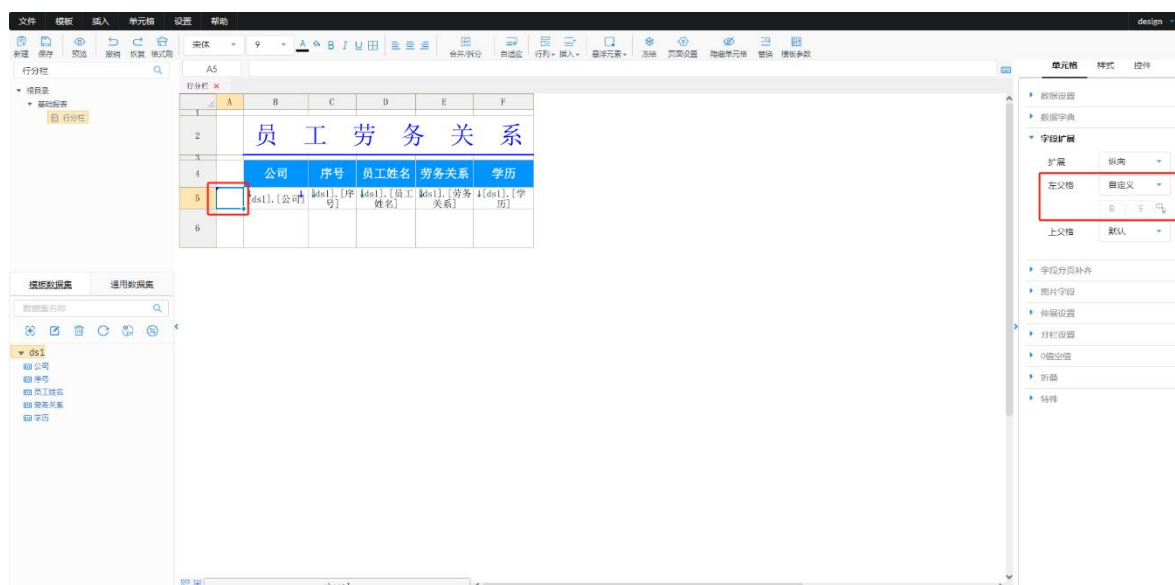 文件 模板 插入 单元格 设置 帮助 design
新建 保存 预览 撤销 恢复 格式刷 宋体 9 A B I U 合并/拆分 自适应 行列 插入 悬浮元素 冻结 页面设置 隐藏单元格 替换 模板参数
行分栏 A5 单元格 样式 控件
行分栏 ×
根目录
基础报表
行分栏
A B C D E F
1
2 员工劳务关系
3
4 公司 序号 员工姓名 劳务关系 学历
5 [ds1].[公司] [ds1].[序号] [ds1].[员工姓名] [ds1].[劳务关系] [ds1].[学历]
6
数据设置
数据字典
字段扩展
扩展 纵向
左父格 自定义
B 5
上父格 默认
字段分页补齐
图片字段
伸展设置
分栏设置
0值空值
折叠
特殊
模板数据集 通用数据集
数据集名称
ds1
公司
序号
员工姓名
劳务关系
学历